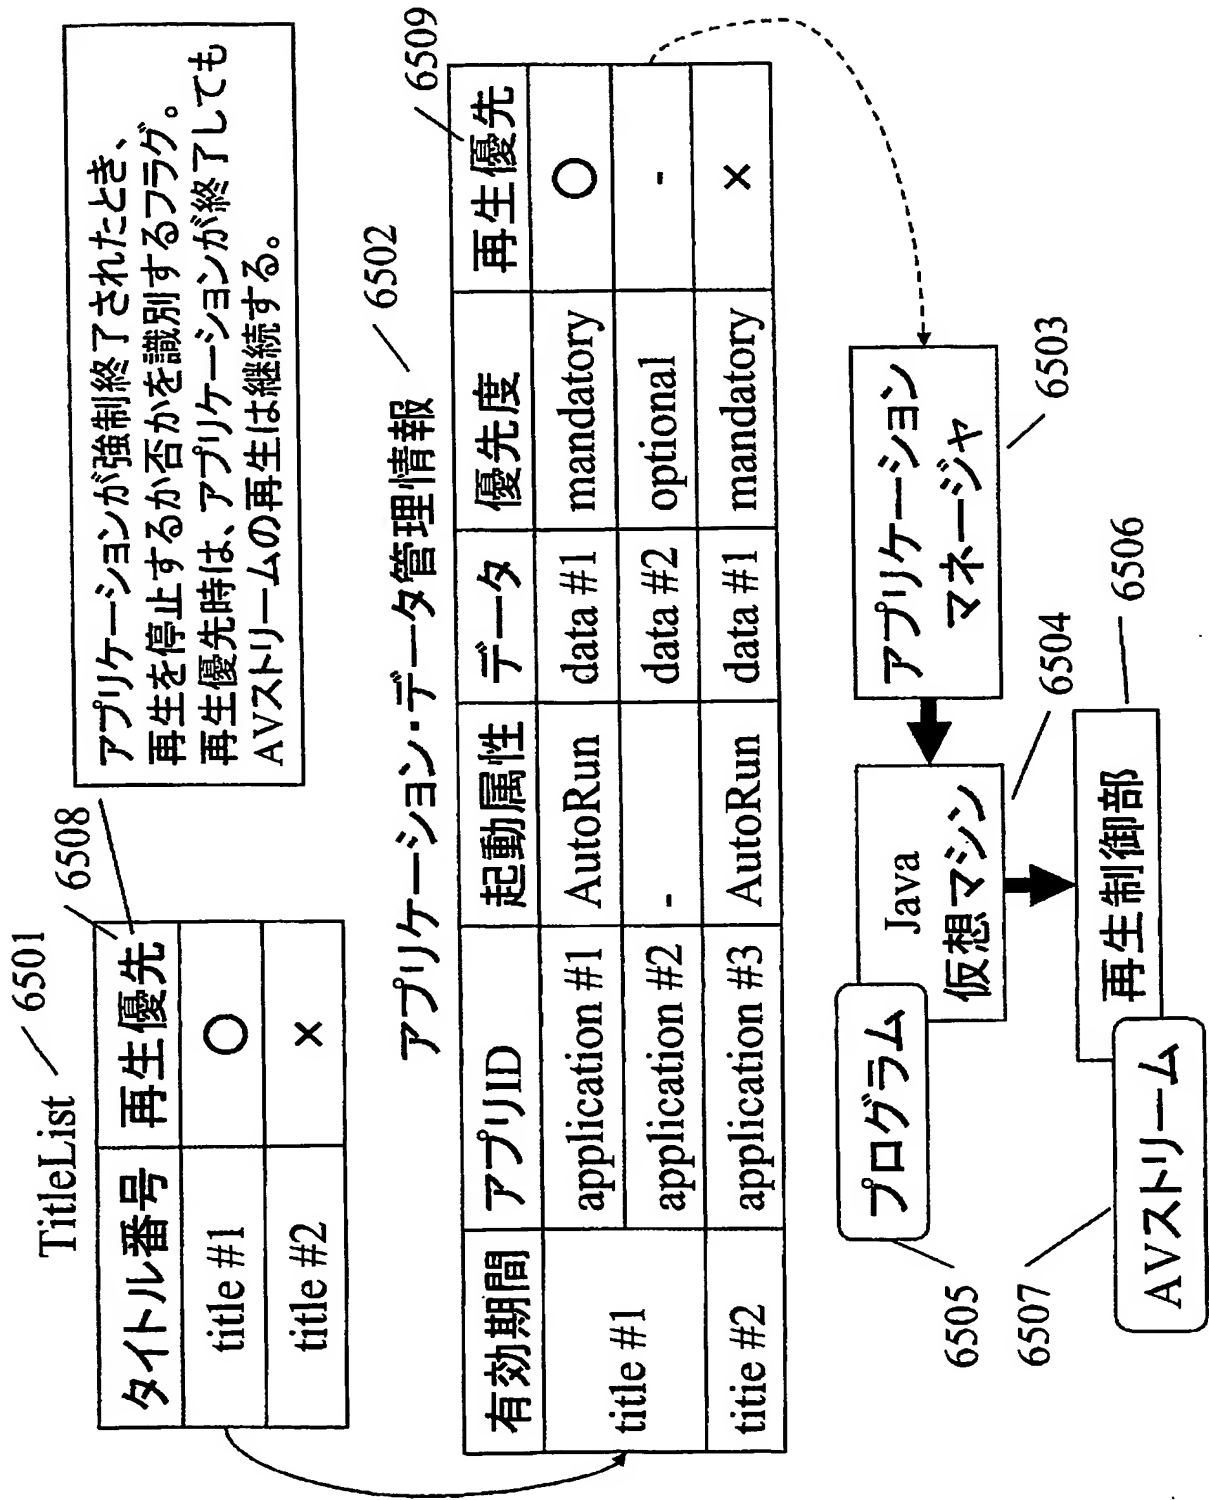 TitleList
6501
6508
タイトル番号 再生優先
title #1 ○
title #2 ×
アプリケーションが強制終了されたとき、
再生を停止するか否かを識別するフラグ。
再生優先時は、アプリケーションが終了しても
AVストリームの再生は継続する。
アプリケーション・データ管理情報
6502
6509
有効期間 アプリID 起動属性 データ 優先度 再生優先
title #1 application #1 AutoRun data #1 mandatory ○
application #2 - data #2 optional -
titie #2 application #3 AutoRun data #1 mandatory ×
プログラム
6505
Java
仮想マシン
6504
アプリケーション
マネージャ
6503
AVストリーム
6507
再生制御部
6506